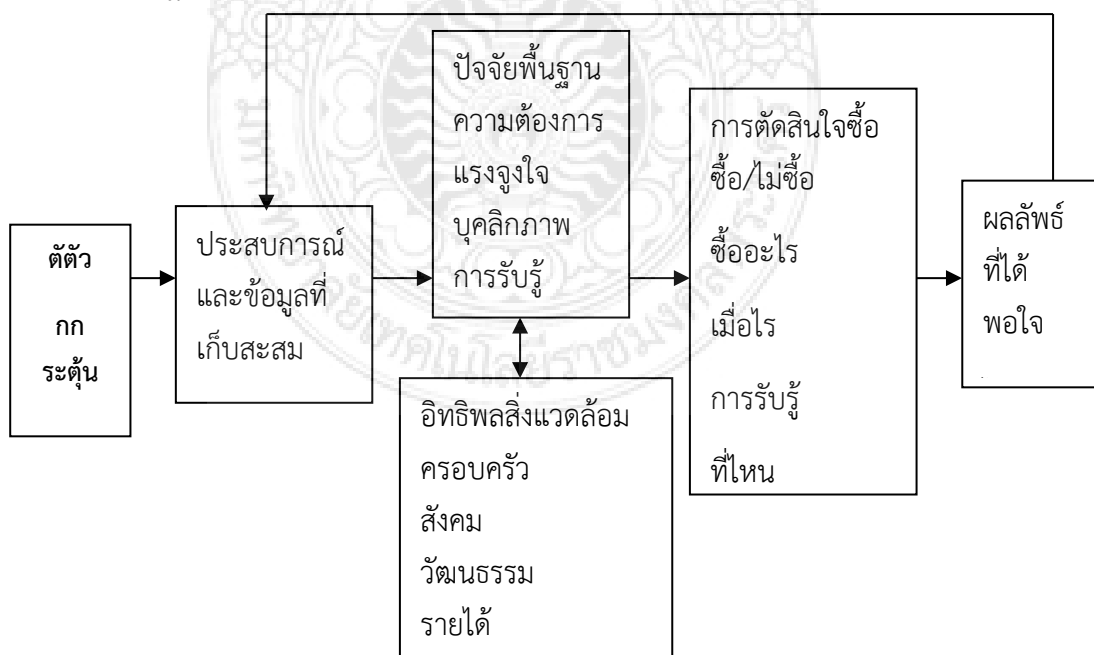 ตัตัว
กก
ระตุ้น
ประสบการณ์
และข้อมูลที่
เก็บสะสม
ปัจจัยพื้นฐาน
ความต้องการ
แรงจูงใจ
บุคลิกภาพ
การรับรู้
อิทธิพลสิ่งแวดล้อม
ครอบครัว
สังคม
วัฒนธรรม
รายได้
การตัดสินใจซื้อ
ซื้อ/ไม่ซื้อ
ซื้ออะไร
เมื่อไร
การรับรู้
ที่ไหน
ผลลัพธ์
ที่ได้
พอใจ